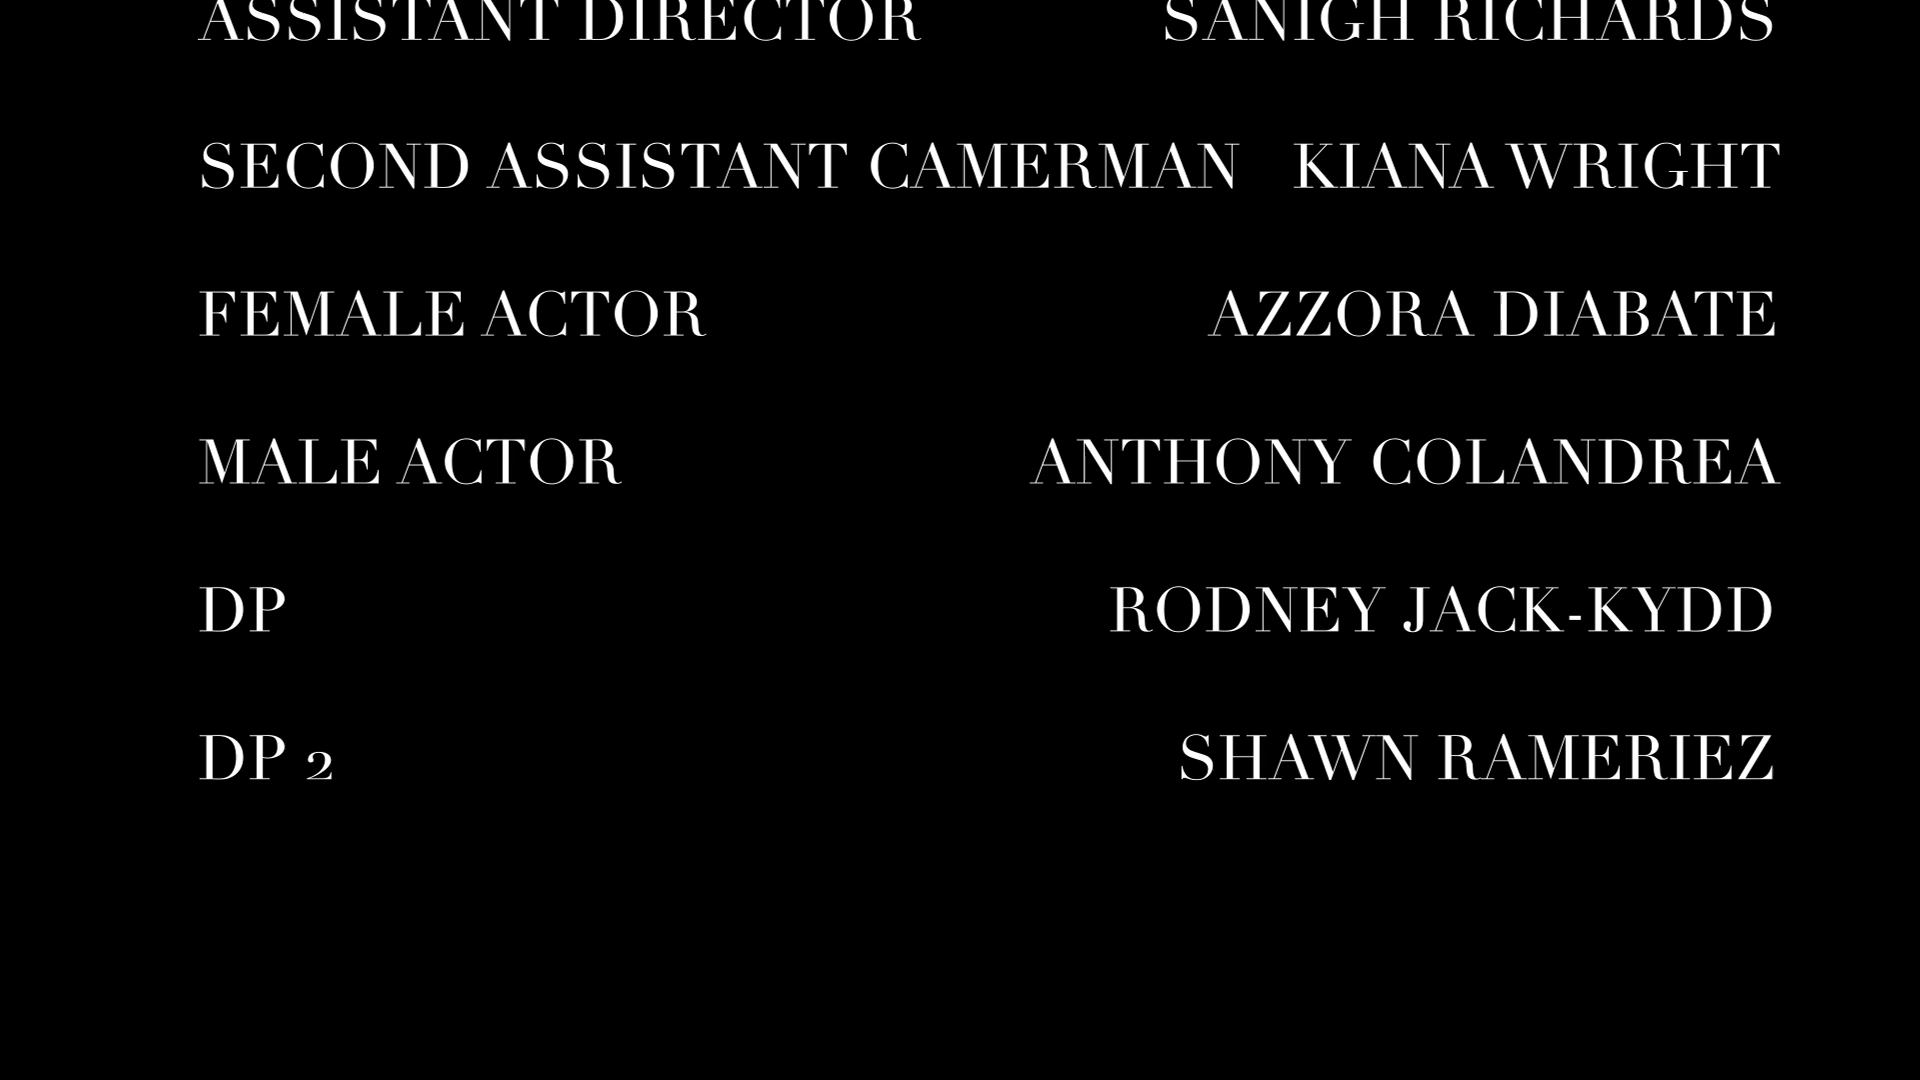 ASSISTANT DIRECTOR SANIGH RICHARDS
SECOND ASSISTANT CAMERMAN KIANA WRIGHT
FEMALE ACTOR AZZORA DIABATE
MALE ACTOR ANTHONY COLANDREA
DP RODNEY JACK-KYDD
DP 2 SHAWN RAMERIEZ